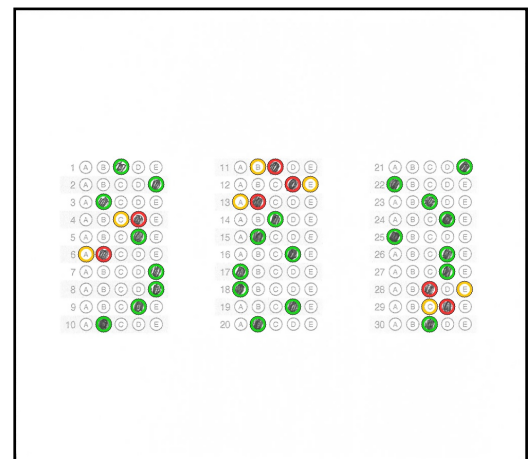 1 A B D E
2 A B C D
3 A C D E
4 A B C E
5 A B C E
6 A C D E
7 A B C D
8 A B C D
9 A B C E
10 A C D E
11 A B D E
12 A B C E
13 A C D E
14 A B D E
15 A C D E
16 A B C E
17 B C D E
18 B C D E
19 A B C E
20 A C D E
21 A B C D
22 B C D E
23 A B D E
24 A B C E
25 B C D E
26 A B C E
27 A B C E
28 A B D E
29 A B C E
30 A B D E